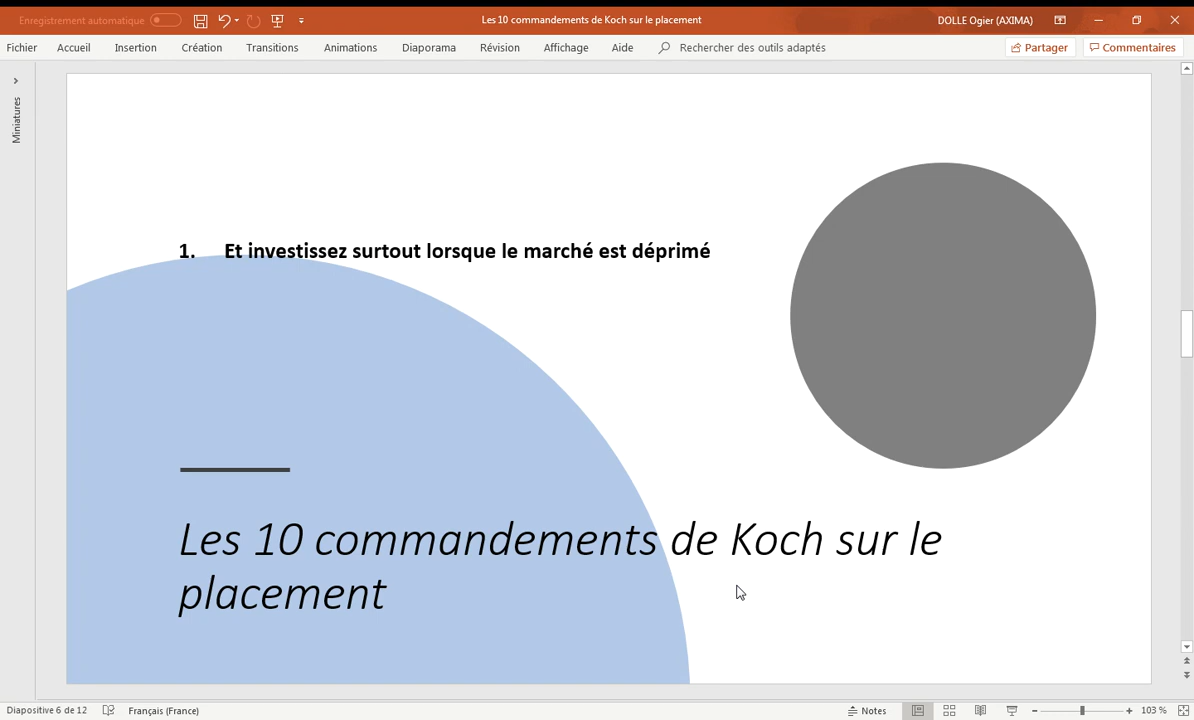 Enregistrement automatique
Les 10 commandements de Koch sur le placement
DOLLE Ogier (AXIMA)
Fichier Accueil Insertion Création Transitions Animations Diaporama Révision Affichage Aide Rechercher des outils adaptés Partager Commentaires
Miniatures
1. Et investissez surtout lorsque le marché est déprimé
Les 10 commandements de Koch sur le
placement
Diapositive 6 de 12 Français (France) Notes 103 %